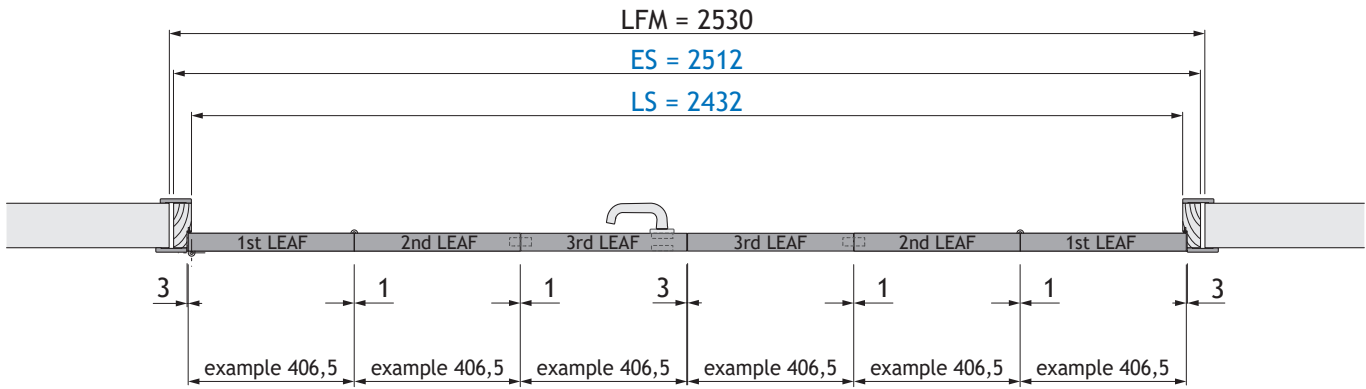 LFM = 2530
ES = 2512
LS = 2432
1st LEAF 2nd LEAF 3rd LEAF 3rd LEAF 2nd LEAF 1st LEAF
3 1 1 3 1 1 3
example 406,5 example 406,5 example 406,5 example 406,5 example 406,5 example 406,5